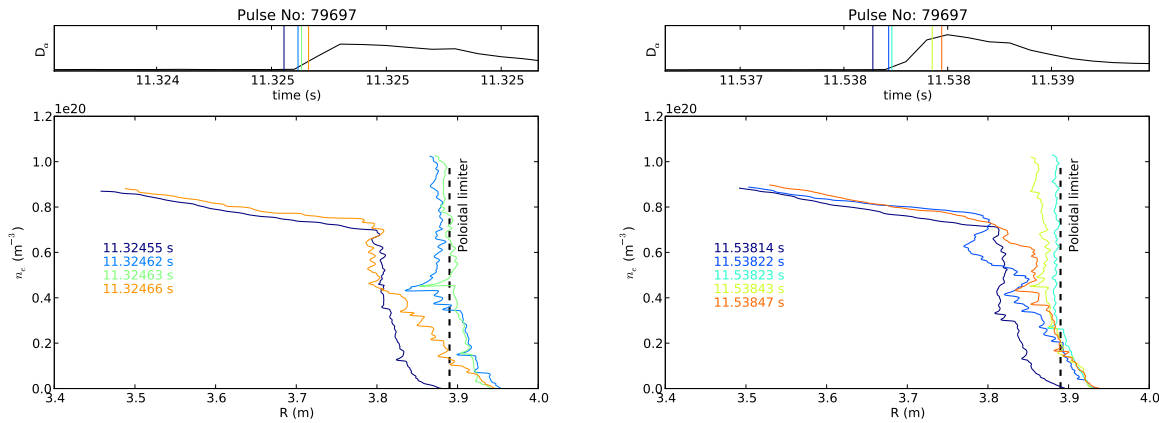 Pulse No: 79697
Dα
11.324
11.325
11.325
11.325
time (s)
1e20
1.2
1.0
0.8
0.6
0.4
0.2
0.0
nₑ (m⁻³)
Poloidal limiter
11.32455 s
11.32462 s
11.32463 s
11.32466 s
3.4
3.5
3.6
3.7
3.8
3.9
4.0
R (m)
Pulse No: 79697
Dα
11.537
11.538
11.538
11.539
time (s)
1e20
1.2
1.0
0.8
0.6
0.4
0.2
0.0
nₑ (m⁻³)
Poloidal limiter
11.53814 s
11.53822 s
11.53823 s
11.53843 s
11.53847 s
3.4
3.5
3.6
3.7
3.8
3.9
4.0
R (m)